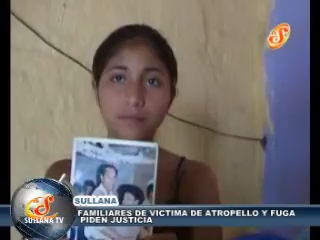 SULLANA
FAMILIARES DE VICTIMA DE ATROPELLO Y FUGA
PIDEN JUSTICIA
SULLANA TV